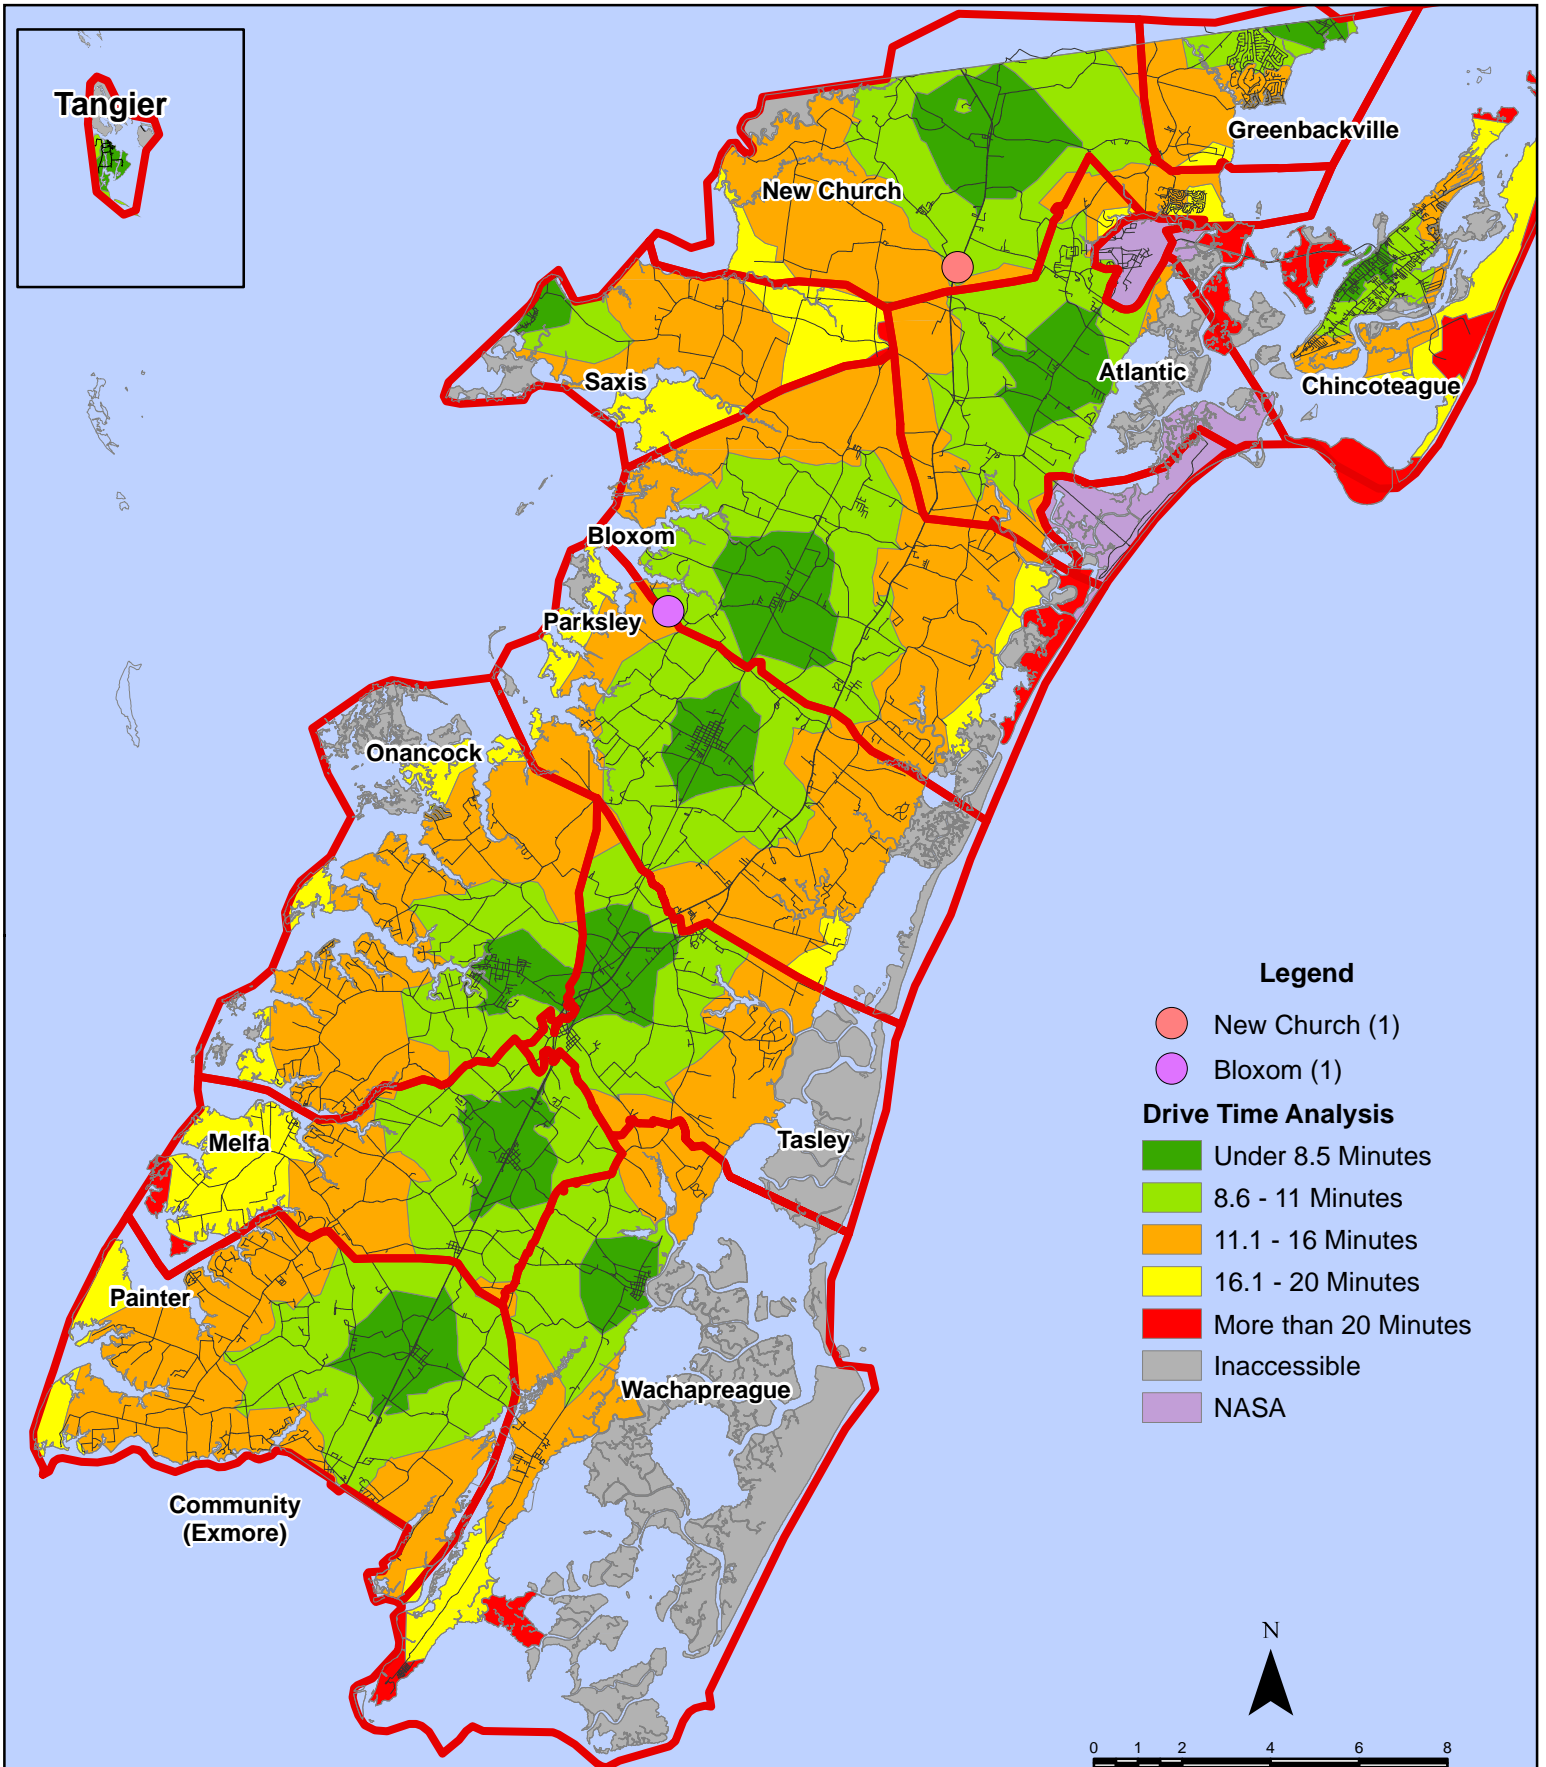 Tangier
Greenbackville
New Church
Atlantic
Chincoteague
Saxis
Bloxom
Parksley
Onancock
Melfa
Tasley
Painter
Wachapreague
Community
(Exmore)
Legend
New Church (1)
Bloxom (1)
Drive Time Analysis
Under 8.5 Minutes
8.6 - 11 Minutes
11.1 - 16 Minutes
16.1 - 20 Minutes
More than 20 Minutes
Inaccessible
NASA
N
0 1 2 4 6 8